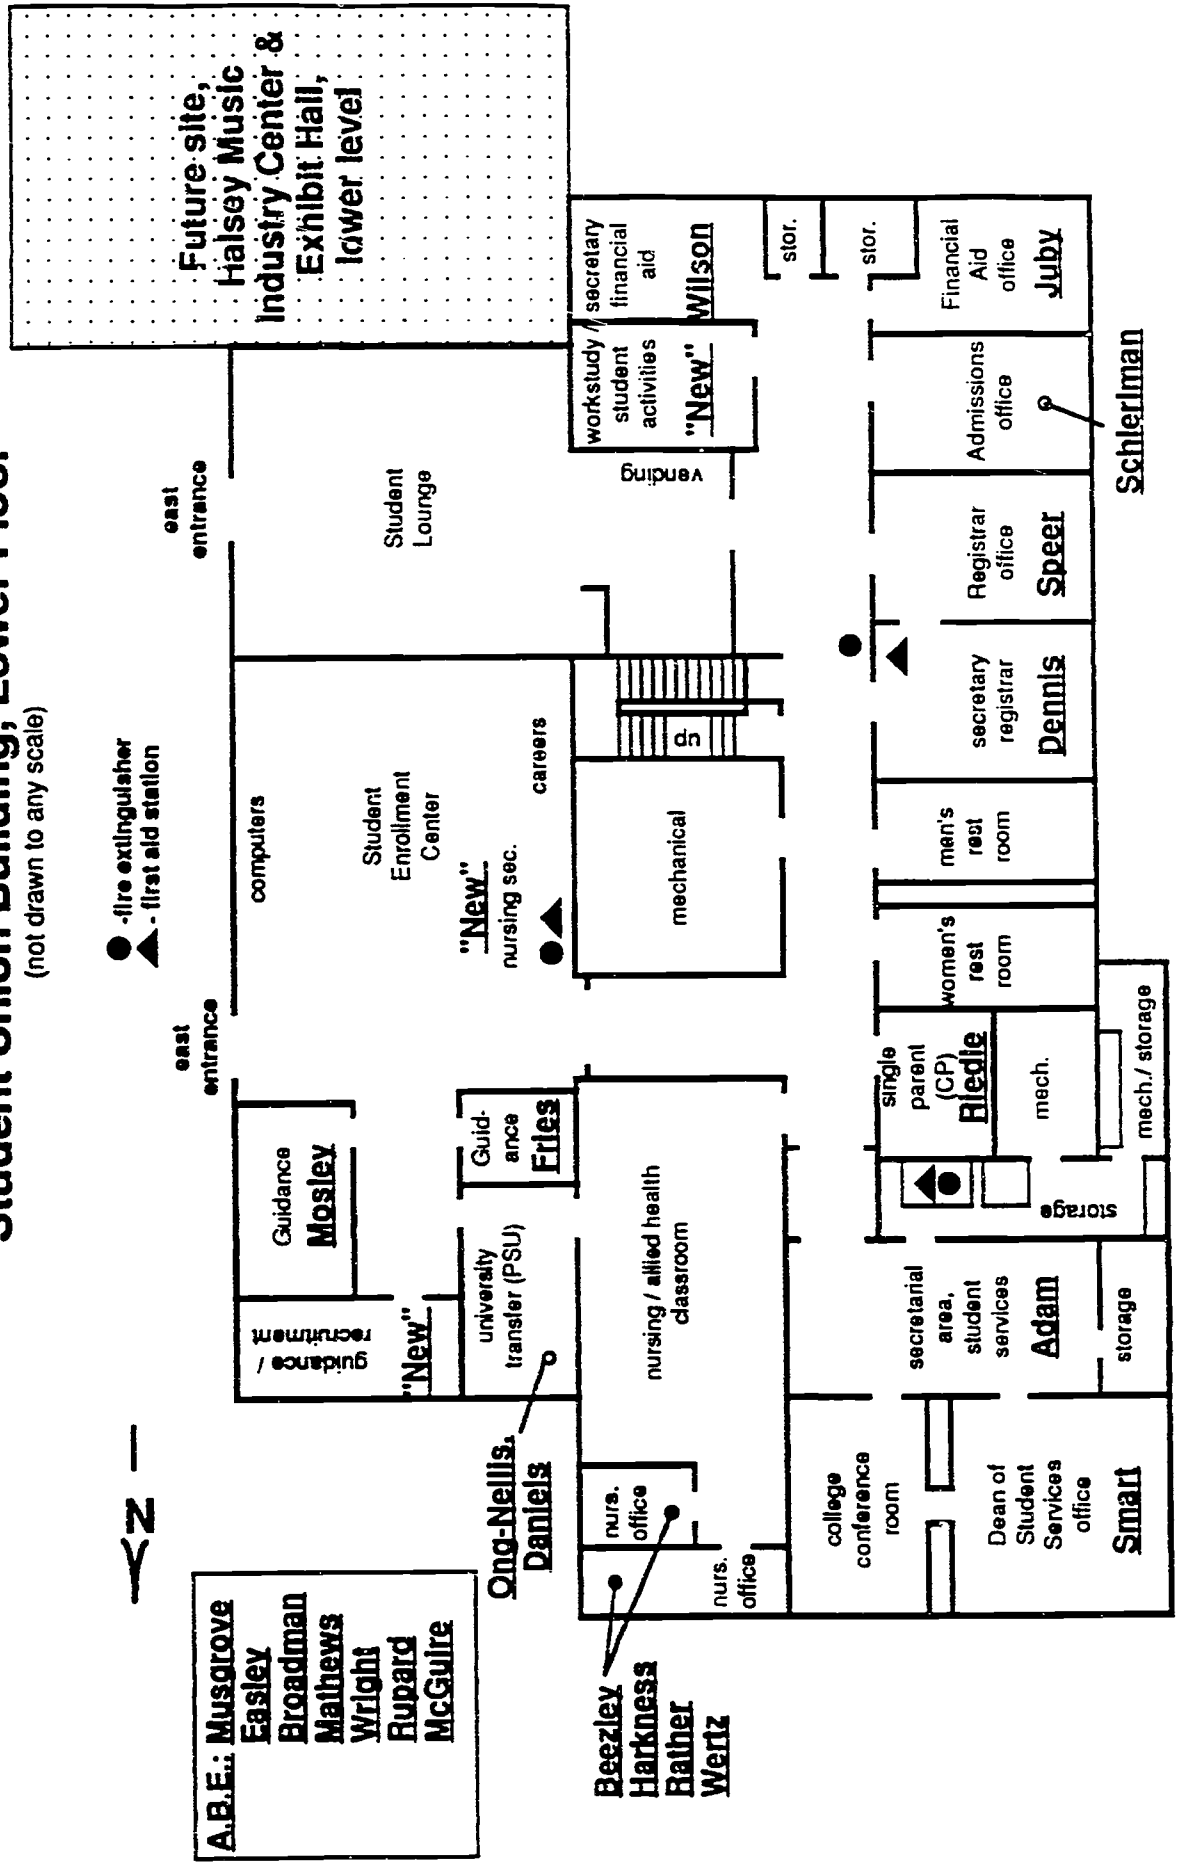 Student Union Building, Lower Floor
(not drawn to any scale)
-fire extinguisher
- first aid station
N
Future site,
Halsey Music
Industry Center &
Exhibit Hall,
lower level
A.B.E.: Musgrove
Easley
Broadman
Mathews
Wright
Rupard
McGuire
east
entrance
east
entrance
guidance /
recruitment
"New"
Guidance
Mosley
computers
Student
Enrollment
Center
"New"
nursing sec.
careers
Student
Lounge
vending
Guid-
ance
Fries
university
transfer (PSU)
Ong-Nellis,
Daniels
workstudy /
student
activities
"New"
secretary
financial
aid
Wilson
nurs.
office
nurs.
office
Beezley
Harkness
Rather
Wertz
nursing / allied health
classroom
mechanical
up
stor.
stor.
college
conference
room
Dean of
Student
Services
office
Smart
secretarial
area,
student
services
Adam
storage
storage
single
parent
(CP)
Riedle
mech.
mech./ storage
women's
rest
room
men's
rest
room
secretary
registrar
Dennis
Registrar
office
Speer
Admissions
office
Schlerlman
Financial
Aid
office
Juby